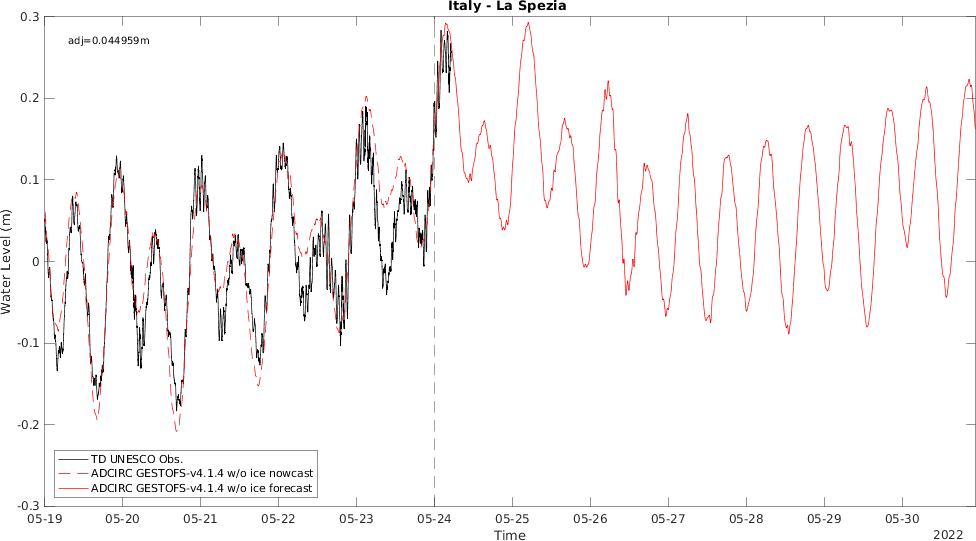 Italy - La Spezia
adj=0.044959m
0.3
0.2
0.1
0
-0.1
-0.2
-0.3
Water Level (m)
TD UNESCO Obs.
ADCIRC GESTOFS-v4.1.4 w/o ice nowcast
ADCIRC GESTOFS-v4.1.4 w/o ice forecast
05-19 05-20 05-21 05-22 05-23 05-24 05-25 05-26 05-27 05-28 05-29 05-30
Time
2022